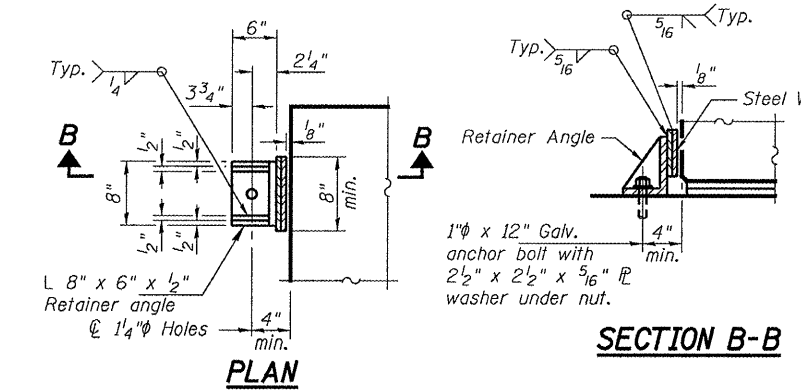 6"
2 1/4"
Typ.
1/4
3 3/4"
1/8"
B
B
1/2"
1/2"
8"
8"
min.
1/2"
1/2"
L 8" x 6" x 1/2"
Retainer angle
℄ 1 1/4"φ Holes
4"
min.
PLAN
Typ.
5/16
Typ.
5/16
1/8"
Steel
Retainer Angle
1"φ x 12" Galv.
anchor bolt with
2 1/2" x 2 1/2" x 5/16" PL
washer under nut.
4"
min.
SECTION B-B